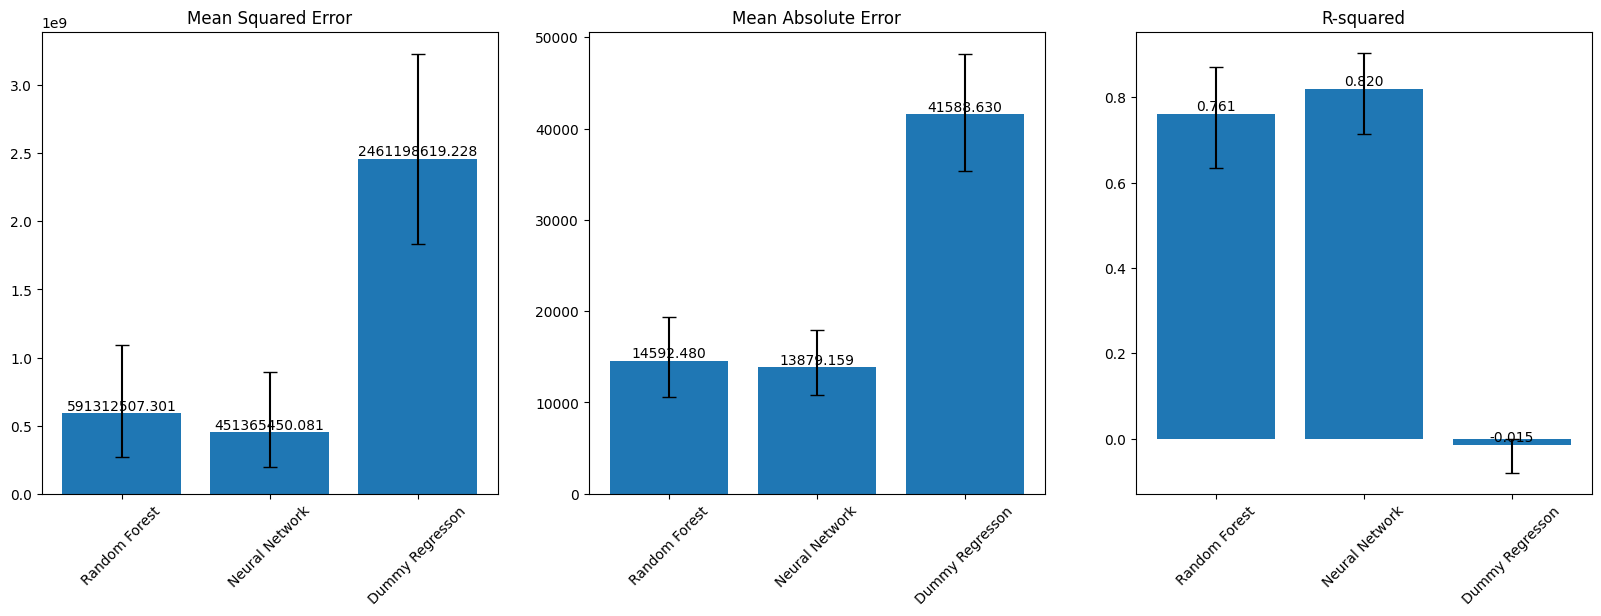 Mean Squared Error
1e9
3.0
2.5
2.0
1.5
1.0
0.5
0.0
591312507.301
451365450.081
2461198619.228
Random Forest
Neural Network
Dummy Regresson
Mean Absolute Error
50000
40000
30000
20000
10000
0
14592.480
13879.159
41588.630
Random Forest
Neural Network
Dummy Regresson
R-squared
0.8
0.6
0.4
0.2
0.0
0.761
0.820
-0.015
Random Forest
Neural Network
Dummy Regresson